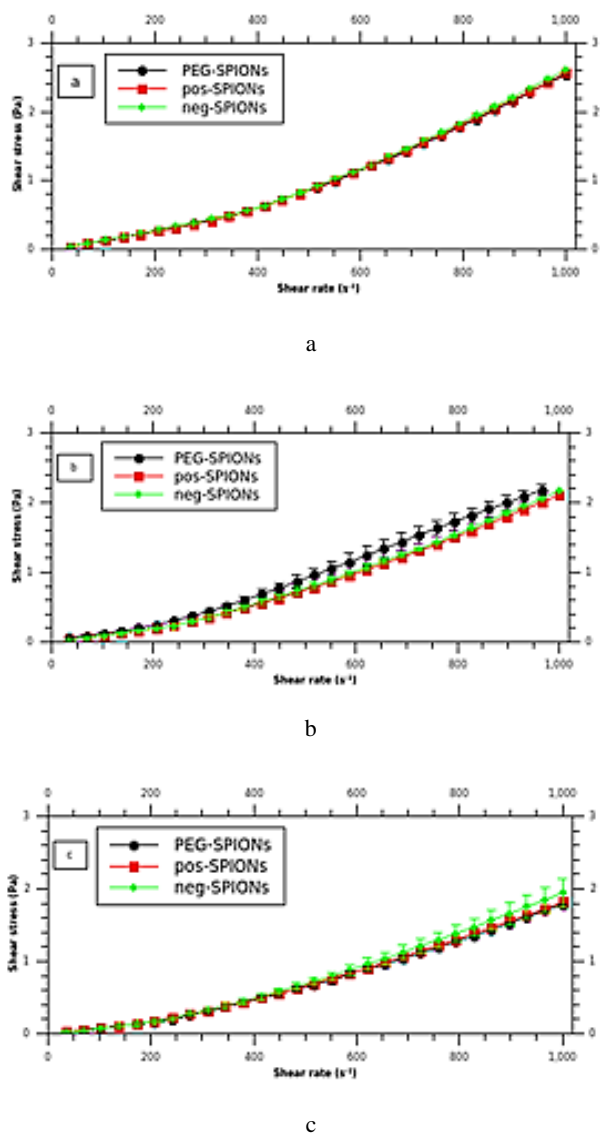 0 200 400 600 800 1,000
3 3
a
PEG-SPIONs
pos-SPIONs
neg-SPIONs
2 2
Shear stress (Pa)
1 1
0 0
0 200 400 600 800 1,000
Shear rate (s⁻¹)
a
0 200 400 600 800 1,000
3 3
b
PEG-SPIONs
pos-SPIONs
neg-SPIONs
2 2
Shear stress (Pa)
1 1
0 0
0 200 400 600 800 1,000
Shear rate (s⁻¹)
b
0 200 400 600 800 1,000
3 3
c
PEG-SPIONs
pos-SPIONs
neg-SPIONs
2 2
Shear stress (Pa)
1 1
0 0
0 200 400 600 800 1,000
Shear rate (s⁻¹)
c